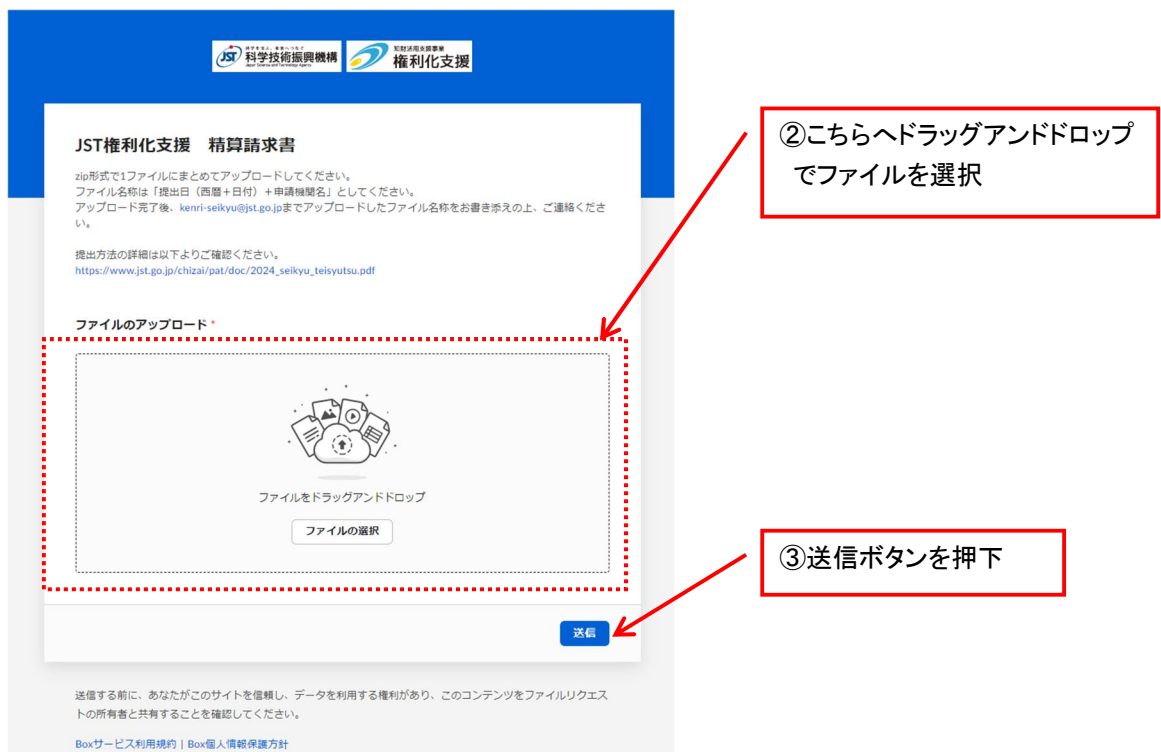 JST
科学技術振興機構
Japan Science and Technology Agency
知財活用支援事業
権利化支援
JST権利化支援 精算請求書
zip形式で1ファイルにまとめてアップロードしてください。
ファイル名称は「提出日（西暦＋日付）＋申請機関名」としてください。
アップロード完了後、kenri-seikyu@jst.go.jpまでアップロードしたファイル名称をお書き添えの上、ご連絡くださ
い。
提出方法の詳細は以下よりご確認ください。
https://www.jst.go.jp/chizai/pat/doc/2024_seikyu_teisyutsu.pdf
ファイルのアップロード *
ファイルをドラッグアンドドロップ
ファイルの選択
送信
送信する前に、あなたがこのサイトを信頼し、データを利用する権利があり、このコンテンツをファイルリクエス
トの所有者と共有することを確認してください。
Boxサービス利用規約 | Box個人情報保護方針
②こちらへドラッグアンドドロップ
でファイルを選択
③送信ボタンを押下